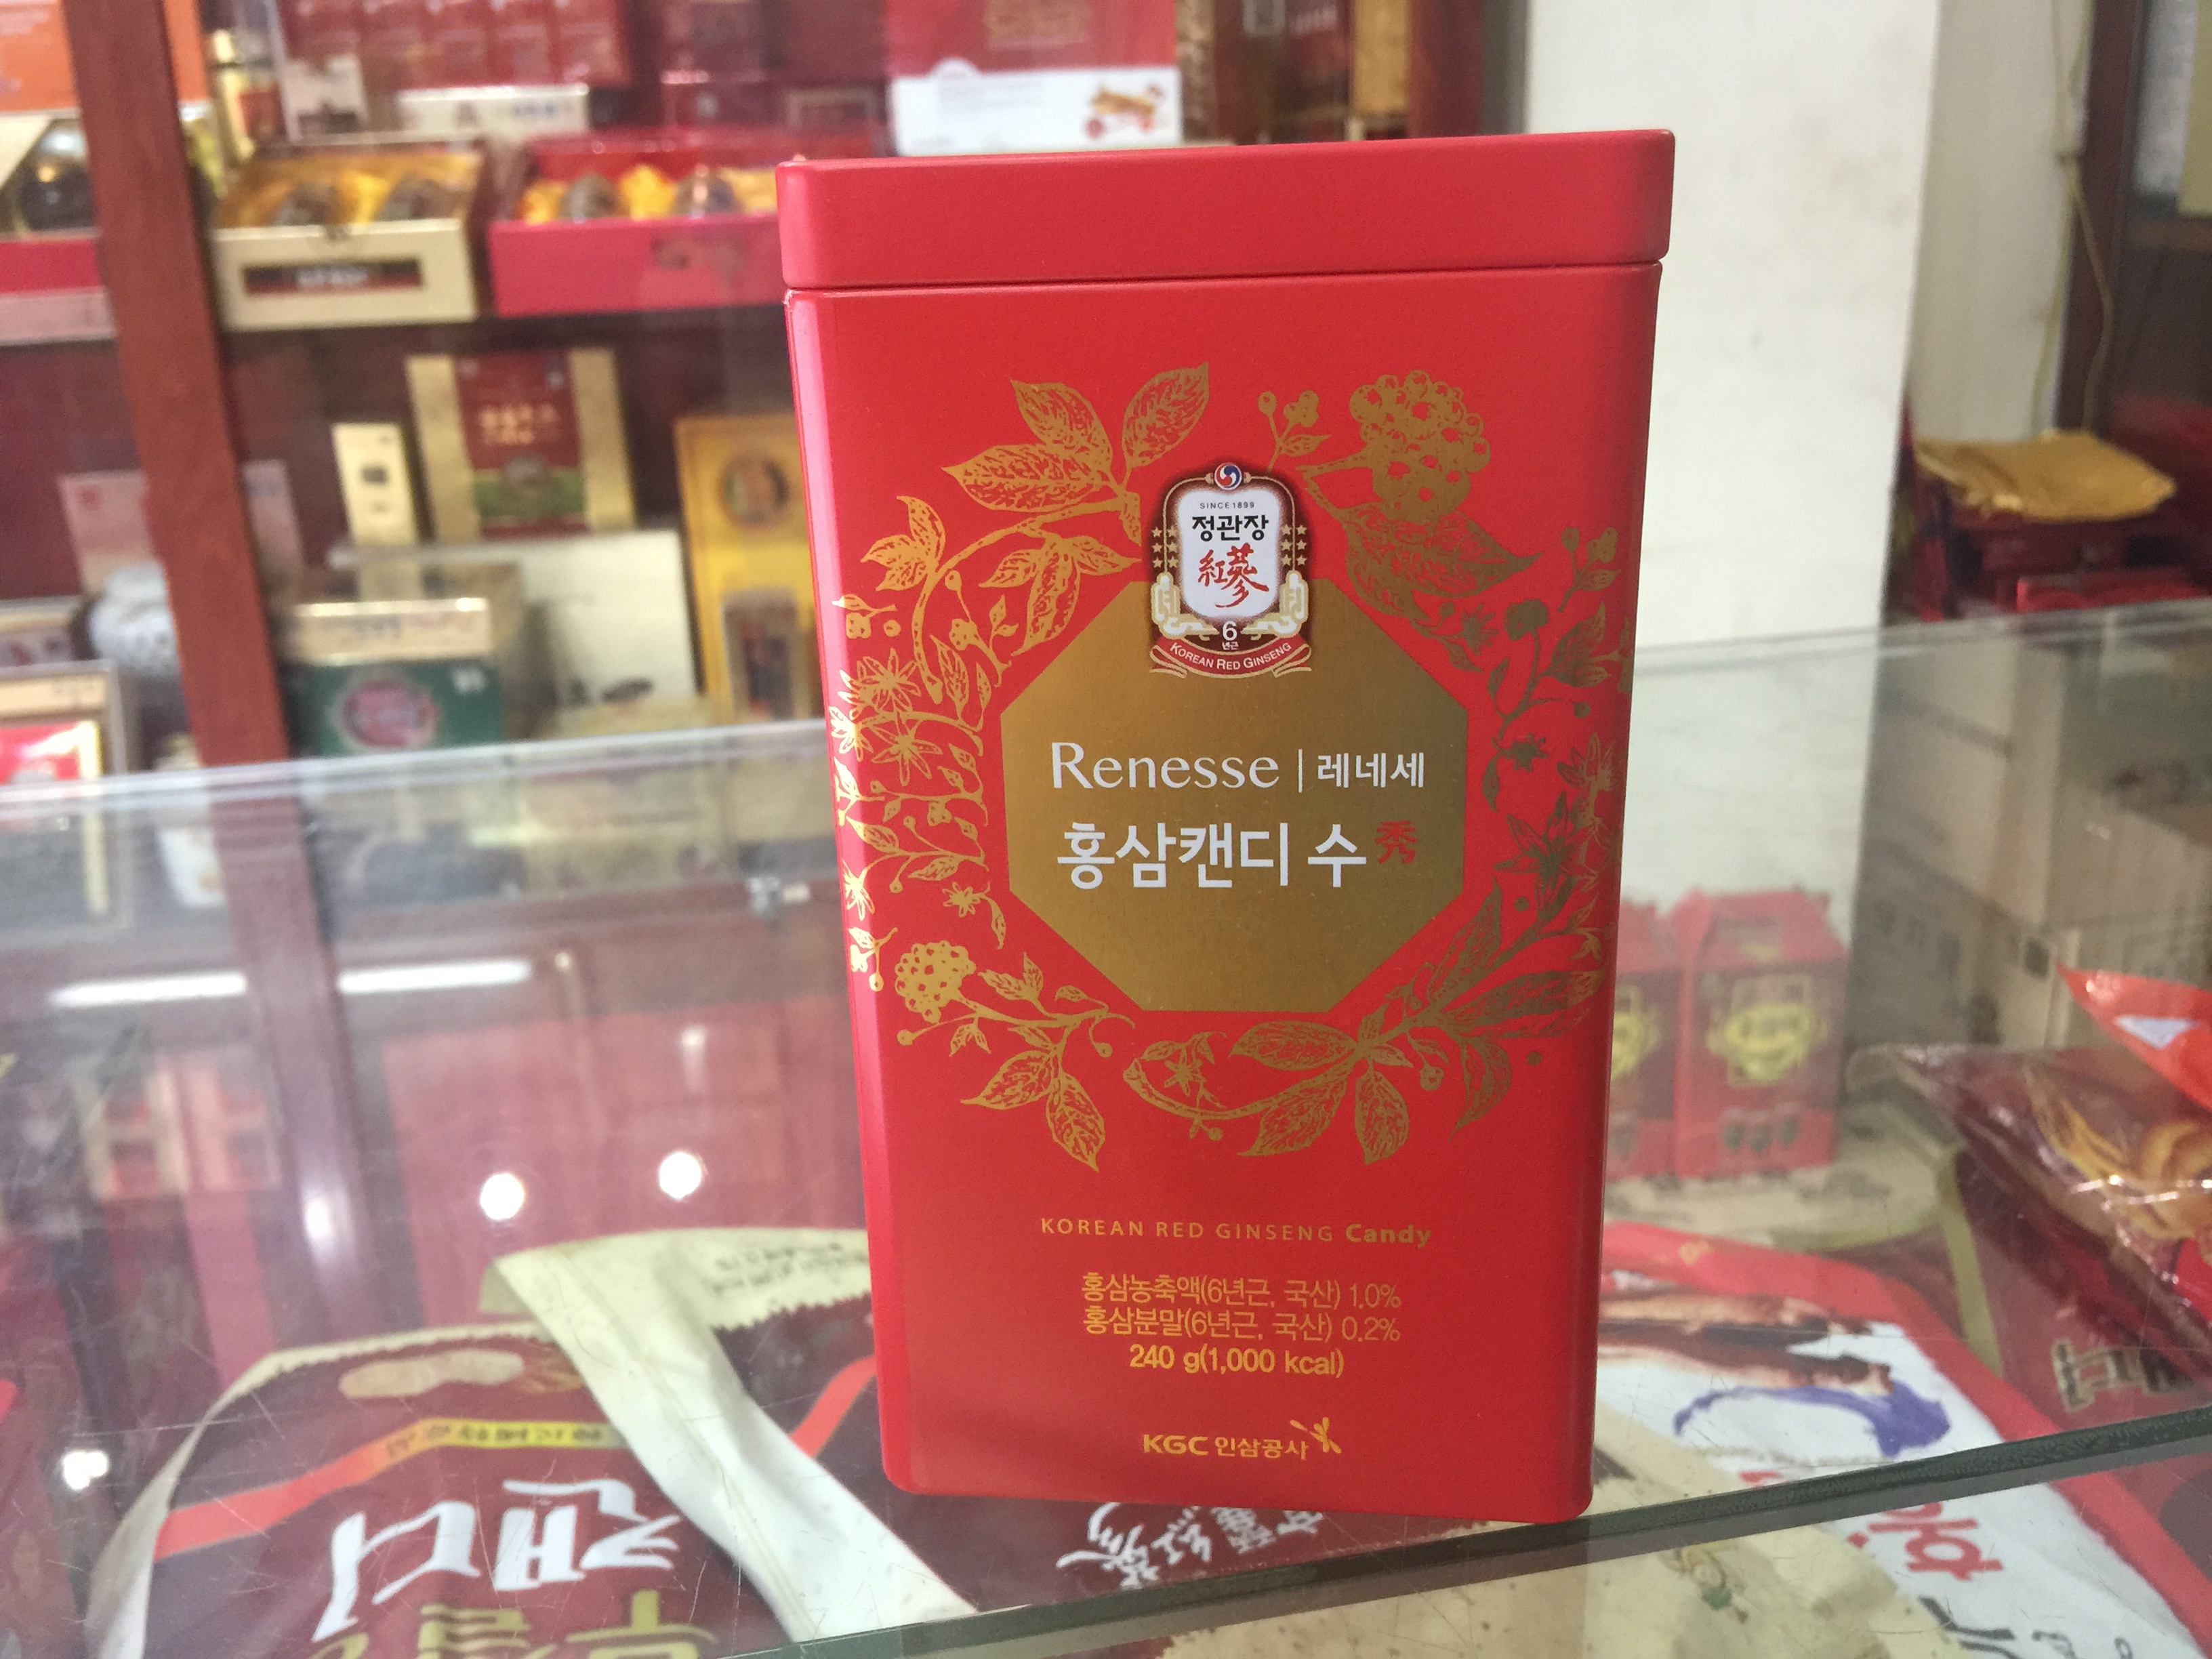 SINCE 1899
정관장
紅蔘
6
년근
KOREAN RED GINSENG
Renesse | 레네세
홍삼캔디 수 秀
KOREAN RED GINSENG Candy
홍삼농축액(6년근, 국산) 1.0%
홍삼분말(6년근, 국산) 0.2%
240 g(1,000 kcal)
KGC 인삼공사
캔디